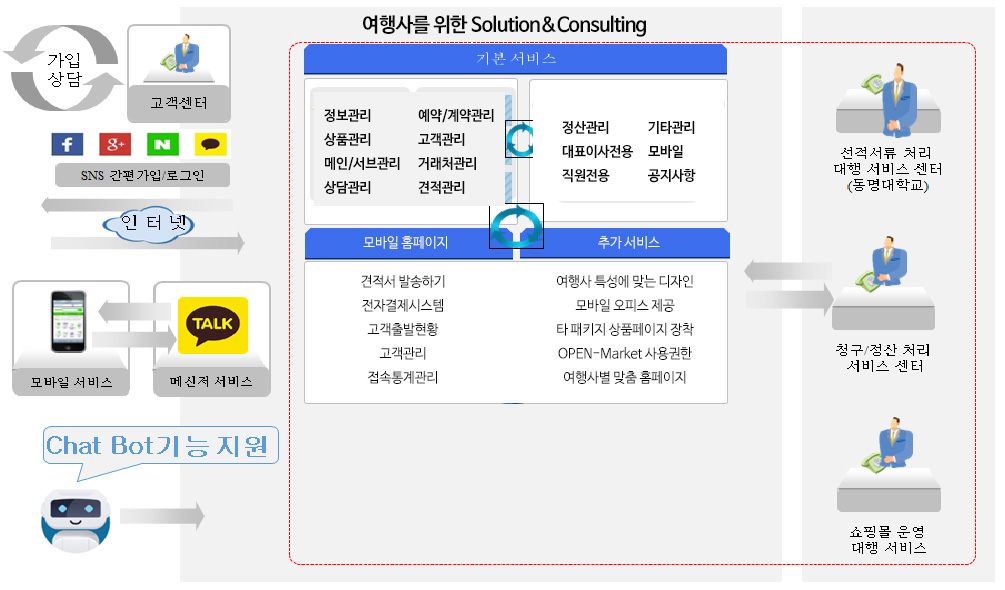 여행사를 위한 Solution&Consulting
가입
상담
고객센터
f
g+
N
TALK
SNS 간편가입/로그인
인 터 넷
기본 서비스
정보관리
예약/계약관리
상품관리
고객관리
메인/서브관리
거래처관리
상담관리
견적관리
정산관리
기타관리
대표이사전용
모바일
직원전용
공지사항
모바일 홈페이지
견적서 발송하기
전자결제시스템
고객출발현황
고객관리
접속통계관리
추가 서비스
여행사 특성에 맞는 디자인
모바일 오피스 제공
타 패키지 상품페이지 장착
OPEN-Market 사용권한
여행사별 맞춤 홈페이지
모바일 서비스
TALK
메신저 서비스
Chat Bot기능 지원
선적서류 처리
대행 서비스 센터
(동명대학교)
청구/정산 처리
서비스 센터
쇼핑몰 운영
대행 서비스